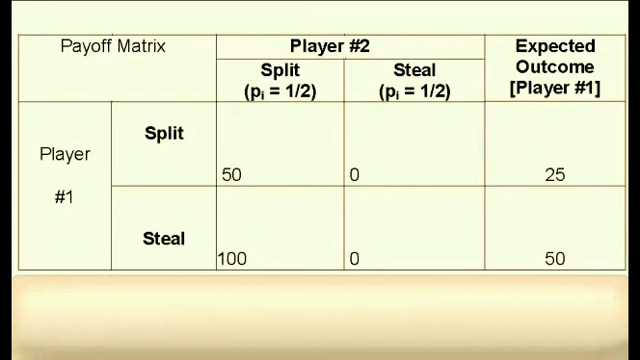 Payoff Matrix
Player #2
Expected
Outcome
[Player #1]
Split
(pi = 1/2)
Steal
(pi = 1/2)
Player
#1
Split
50
0
25
Steal
100
0
50